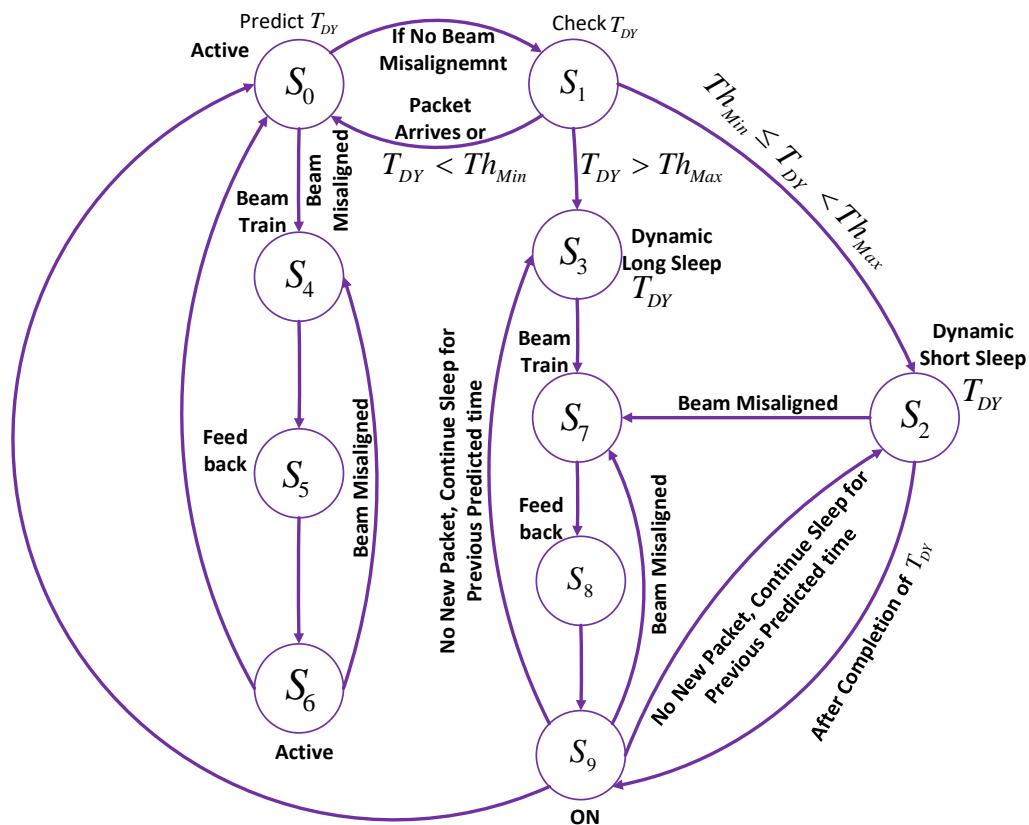 Predict T_DY
Active
S_0
If No Beam
Misalignemnt
Check T_DY
S_1
Packet
Arrives or
T_DY < Th_Min
T_DY > Th_Max
Th_Min ≤ T_DY < Th_Max
Beam
Misaligned
Beam
Train
S_4
S_3
Dynamic
Long Sleep
T_DY
Beam
Train
Dynamic
Short Sleep
T_DY
S_7
Beam Misaligned
S_2
Feed
back
S_5
Beam Misaligned
No New Packet, Continue Sleep for
Previous Predicted time
Feed
back
S_8
Beam Misaligned
No New Packet, Continue Sleep for
Previous Predicted time
After Completion of T_DY
S_6
Active
S_9
ON